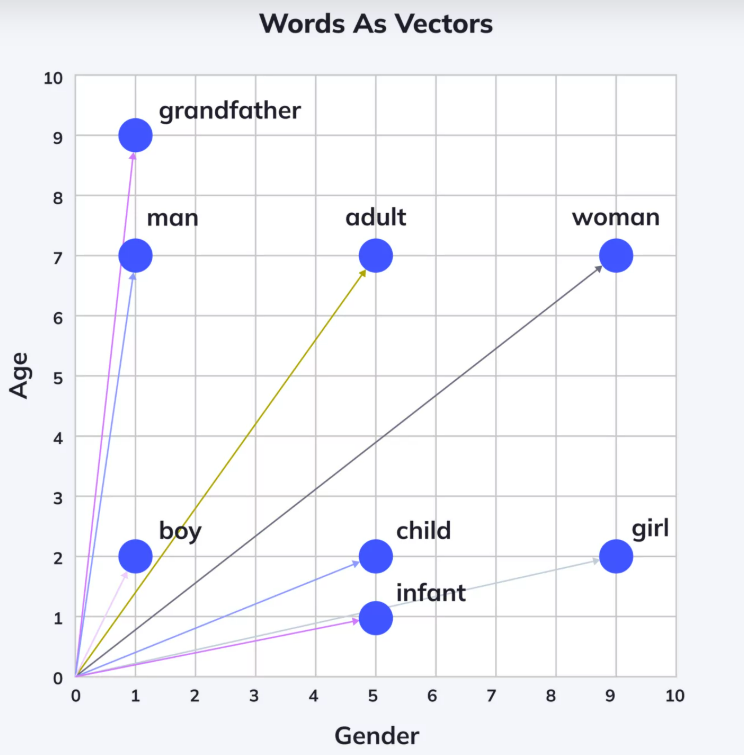 Words As Vectors
10
grandfather
9
8
man
adult
woman
7
6
5
Age
4
3
boy
child
girl
2
infant
1
0
0 1 2 3 4 5 6 7 8 9 10
Gender